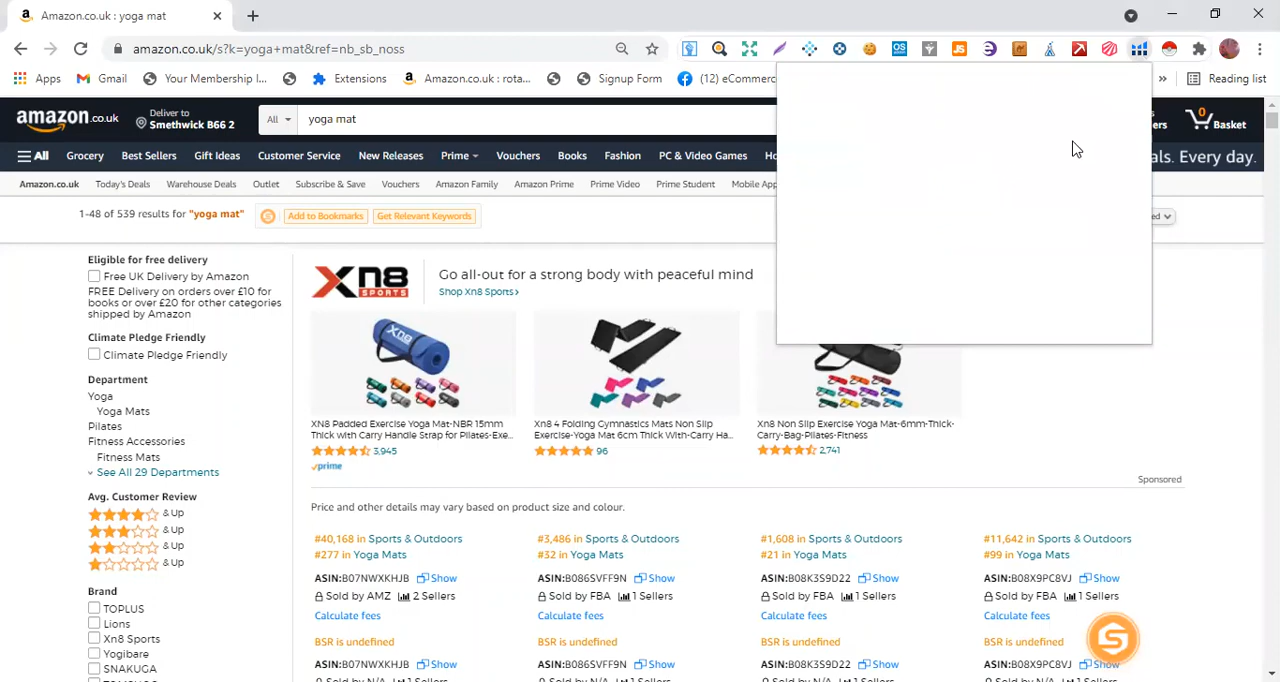 Amazon.co.uk : yoga mat
amazon.co.uk/s?k=yoga+mat&ref=nb_sb_noss
Apps
Gmail
Your Membership I...
Extensions
Amazon.co.uk : rota...
Signup Form
(12) eCommerc
Reading list
amazon.co.uk
Deliver to
Smethwick B66 2
All
yoga mat
ers
0
Basket
All
Grocery
Best Sellers
Gift Ideas
Customer Service
New Releases
Prime
Vouchers
Books
Fashion
PC & Video Games
Ho
als. Every day.
Amazon.co.uk
Today's Deals
Warehouse Deals
Outlet
Subscribe & Save
Vouchers
Amazon Family
Amazon Prime
Prime Video
Prime Student
Mobile App
1-48 of 539 results for "yoga mat"
Add to Bookmarks
Get Relevant Keywords
ed
Eligible for free delivery
Free UK Delivery by Amazon
FREE Delivery on orders over £10 for
books or over £20 for other categories
shipped by Amazon
Climate Pledge Friendly
Climate Pledge Friendly
Department
Yoga
Yoga Mats
Pilates
Fitness Accessories
Fitness Mats
See All 29 Departments
Avg. Customer Review
& Up
& Up
& Up
& Up
Brand
TOPLUS
Lions
Xn8 Sports
Yogibare
SNAKUGA
XN8
SPORTS
Go all-out for a strong body with peaceful mind
Shop Xn8 Sports
XN8 Padded Exercise Yoga Mat-NBR 15mm
Thick with Carry Handle Strap for Pilates-Exe...
3,945
prime
XN8 4 Folding Gymnastics Mats Non Slip
Exercise-Yoga Mat 6cm Thick With-Carry Ha...
96
XN8 Non Slip Exercise Yoga Mat-6mm-Thick-
Carry-Bag-Pilates-Fitness
2,741
Sponsored
Price and other details may vary based on product size and colour.
#40,168 in Sports & Outdoors
#277 in Yoga Mats
ASIN:B07NWXKHJB Show
Sold by AMZ 2 Sellers
Calculate fees
BSR is undefined
ASIN:B07NWXKHJB Show
#3,486 in Sports & Outdoors
#32 in Yoga Mats
ASIN:B086SVFF9N Show
Sold by FBA 1 Sellers
Calculate fees
BSR is undefined
ASIN:B086SVFF9N Show
#1,608 in Sports & Outdoors
#21 in Yoga Mats
ASIN:B08K3S9D22 Show
Sold by FBA 1 Sellers
Calculate fees
BSR is undefined
ASIN:B08K3S9D22 Show
#11,642 in Sports & Outdoors
#99 in Yoga Mats
ASIN:B08X9PC8VJ Show
Sold by FBA 1 Sellers
Calculate fees
BSR is undefined
ASIN:B08X9PC8VJ Show